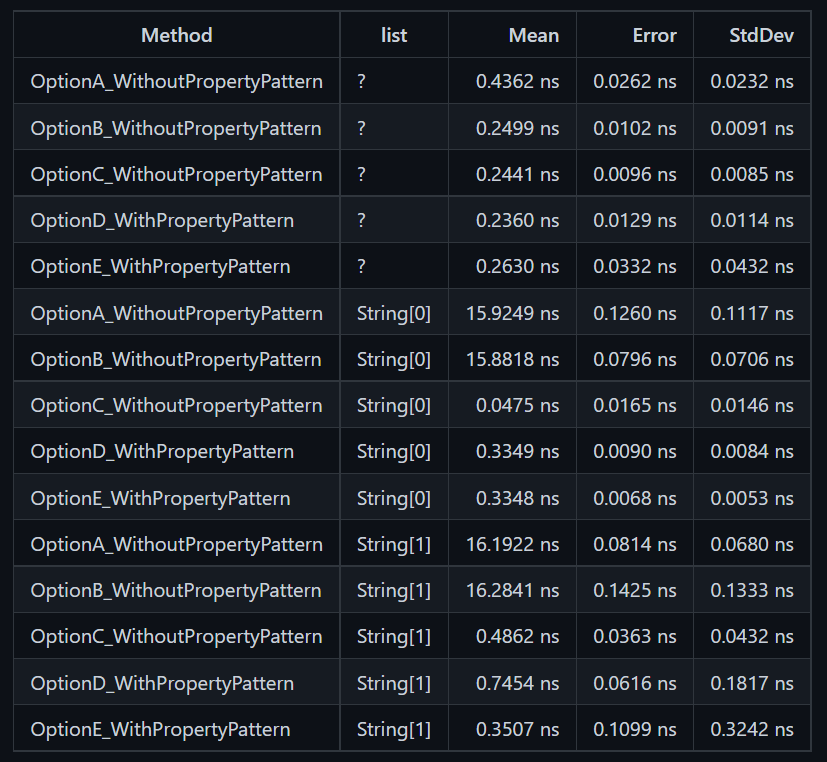 Method list Mean Error StdDev
OptionA_WithoutPropertyPattern ? 0.4362 ns 0.0262 ns 0.0232 ns
OptionB_WithoutPropertyPattern ? 0.2499 ns 0.0102 ns 0.0091 ns
OptionC_WithoutPropertyPattern ? 0.2441 ns 0.0096 ns 0.0085 ns
OptionD_WithPropertyPattern ? 0.2360 ns 0.0129 ns 0.0114 ns
OptionE_WithPropertyPattern ? 0.2630 ns 0.0332 ns 0.0432 ns
OptionA_WithoutPropertyPattern String[0] 15.9249 ns 0.1260 ns 0.1117 ns
OptionB_WithoutPropertyPattern String[0] 15.8818 ns 0.0796 ns 0.0706 ns
OptionC_WithoutPropertyPattern String[0] 0.0475 ns 0.0165 ns 0.0146 ns
OptionD_WithPropertyPattern String[0] 0.3349 ns 0.0090 ns 0.0084 ns
OptionE_WithPropertyPattern String[0] 0.3348 ns 0.0068 ns 0.0053 ns
OptionA_WithoutPropertyPattern String[1] 16.1922 ns 0.0814 ns 0.0680 ns
OptionB_WithoutPropertyPattern String[1] 16.2841 ns 0.1425 ns 0.1333 ns
OptionC_WithoutPropertyPattern String[1] 0.4862 ns 0.0363 ns 0.0432 ns
OptionD_WithPropertyPattern String[1] 0.7454 ns 0.0616 ns 0.1817 ns
OptionE_WithPropertyPattern String[1] 0.3507 ns 0.1099 ns 0.3242 ns